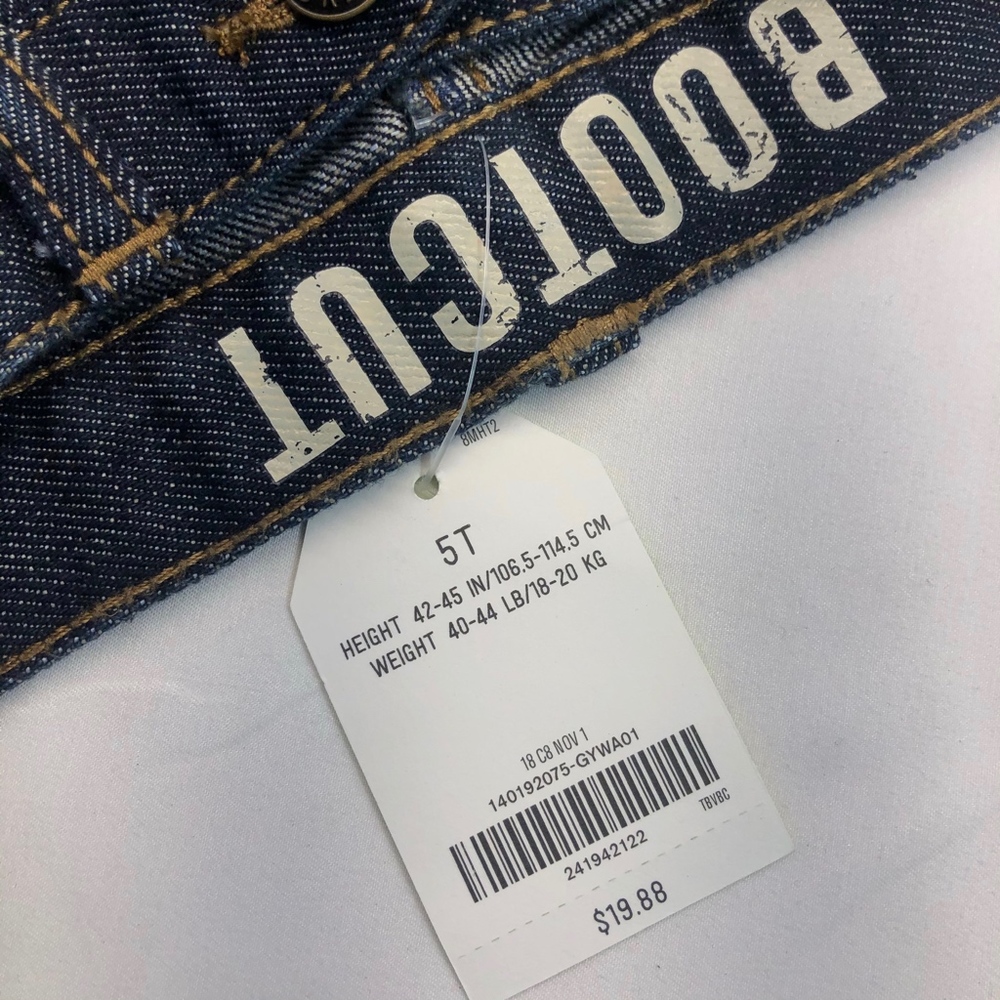 BOOTCUT
8MHT2
5T
HEIGHT 42-45 IN/106.5-114.5 CM
WEIGHT 40-44 LB/18-20 KG
18 C8 NOV 1
140192075-GYWA01
TBVBC
241942122
$19.88